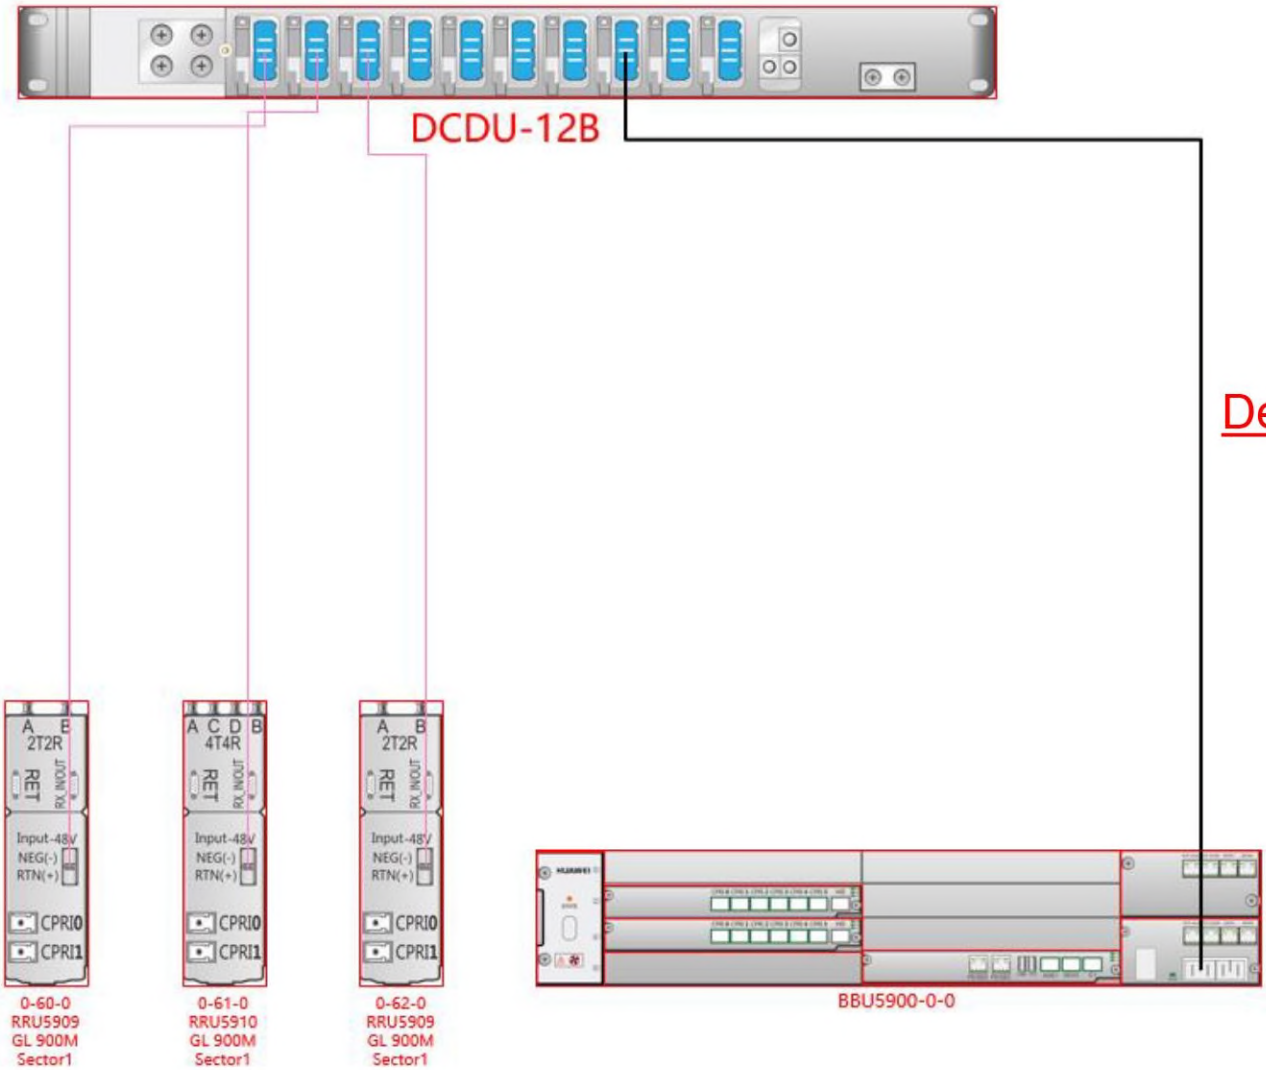 DCDU-12B
De
A B
2T2R
RET
RX_INOUT
Input-48V
NEG(-)
RTN(+)
CPRI0
CPRI1
0-60-0
RRU5909
GL 900M
Sector1
A C D B
4T4R
RET
RX_INOUT
Input-48V
NEG(-)
RTN(+)
CPRI0
CPRI1
0-61-0
RRU5910
GL 900M
Sector1
A B
2T2R
RET
RX_INOUT
Input-48V
NEG(-)
RTN(+)
CPRI0
CPRI1
0-62-0
RRU5909
GL 900M
Sector1
HUAWEI
BBU5900-0-0